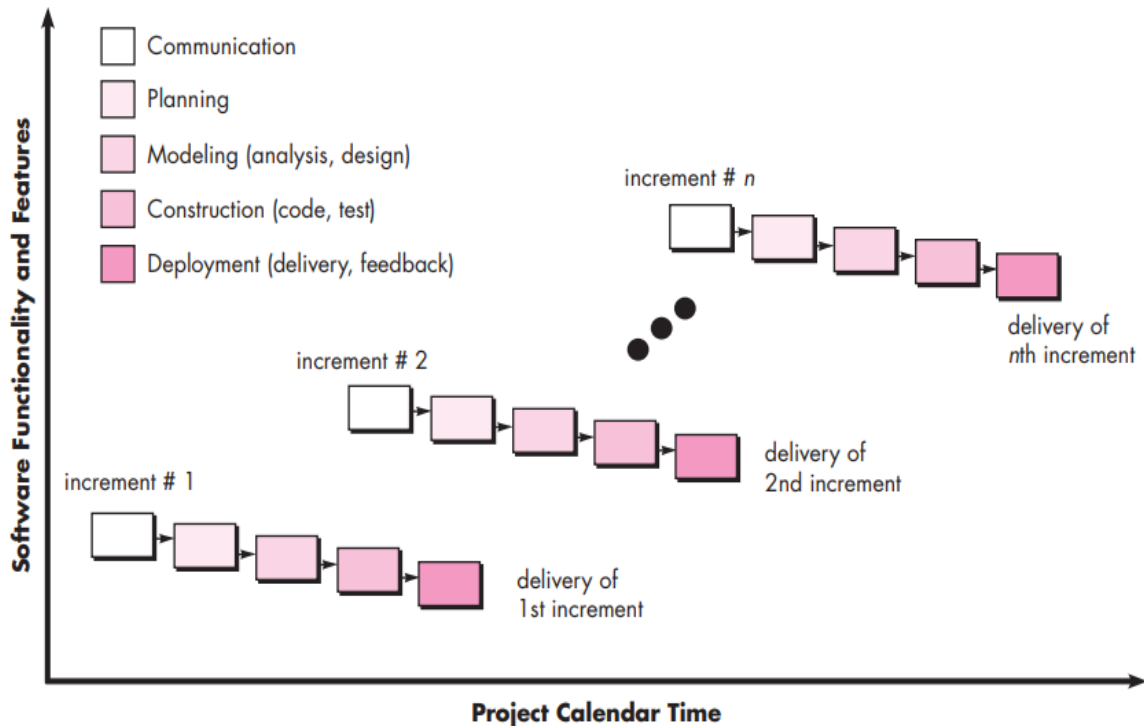 Software Functionality and Features
Communication
Planning
Modeling (analysis, design)
Construction (code, test)
Deployment (delivery, feedback)
increment # n
delivery of
nth increment
increment # 2
delivery of
2nd increment
increment # 1
delivery of
1st increment
Project Calendar Time